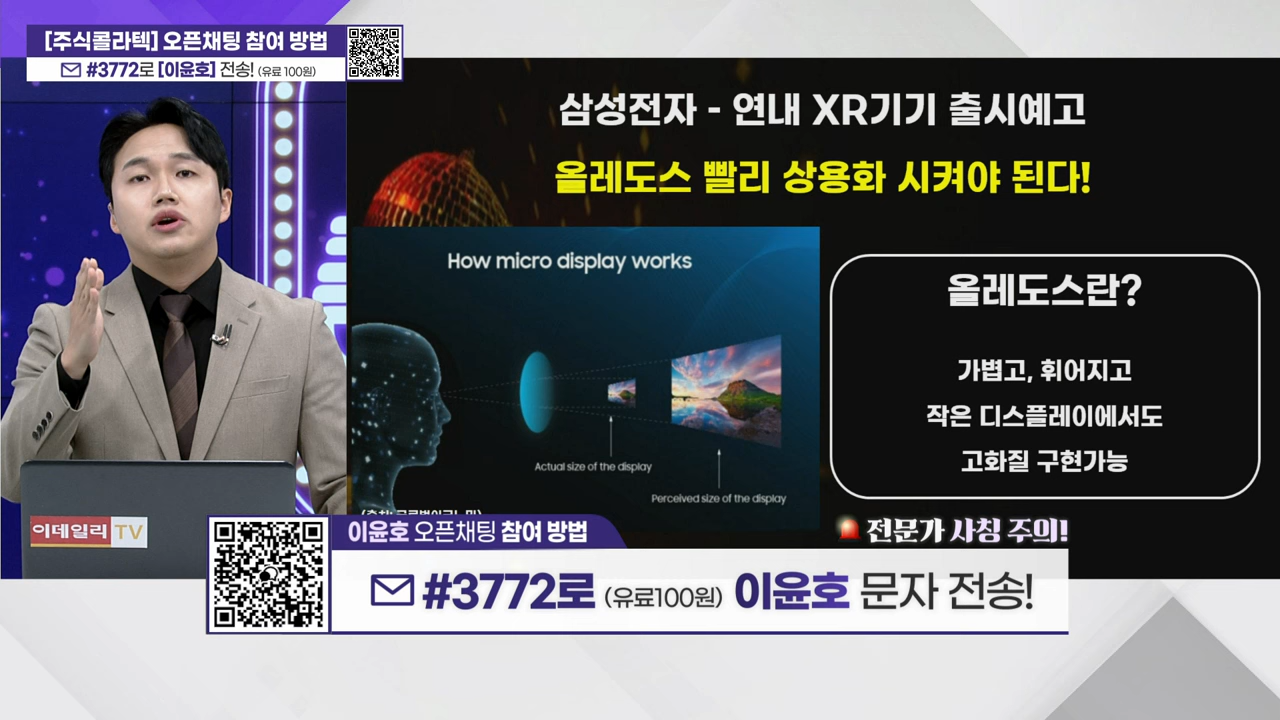 [주식콜라텍] 오픈채팅 참여 방법
#3772로 [이윤호] 전송! (유료 100원)
삼성전자 - 연내 XR기기 출시예고
올레도스 빨리 상용화 시켜야 된다!
How micro display works
Actual size of the display
Perceived size of the display
올레도스란?
가볍고, 휘어지고
작은 디스플레이에서도
고화질 구현가능
이데일리 TV
이윤호 오픈채팅 참여 방법
전문가 사칭 주의!
#3772로 (유료100원) 이윤호 문자 전송!